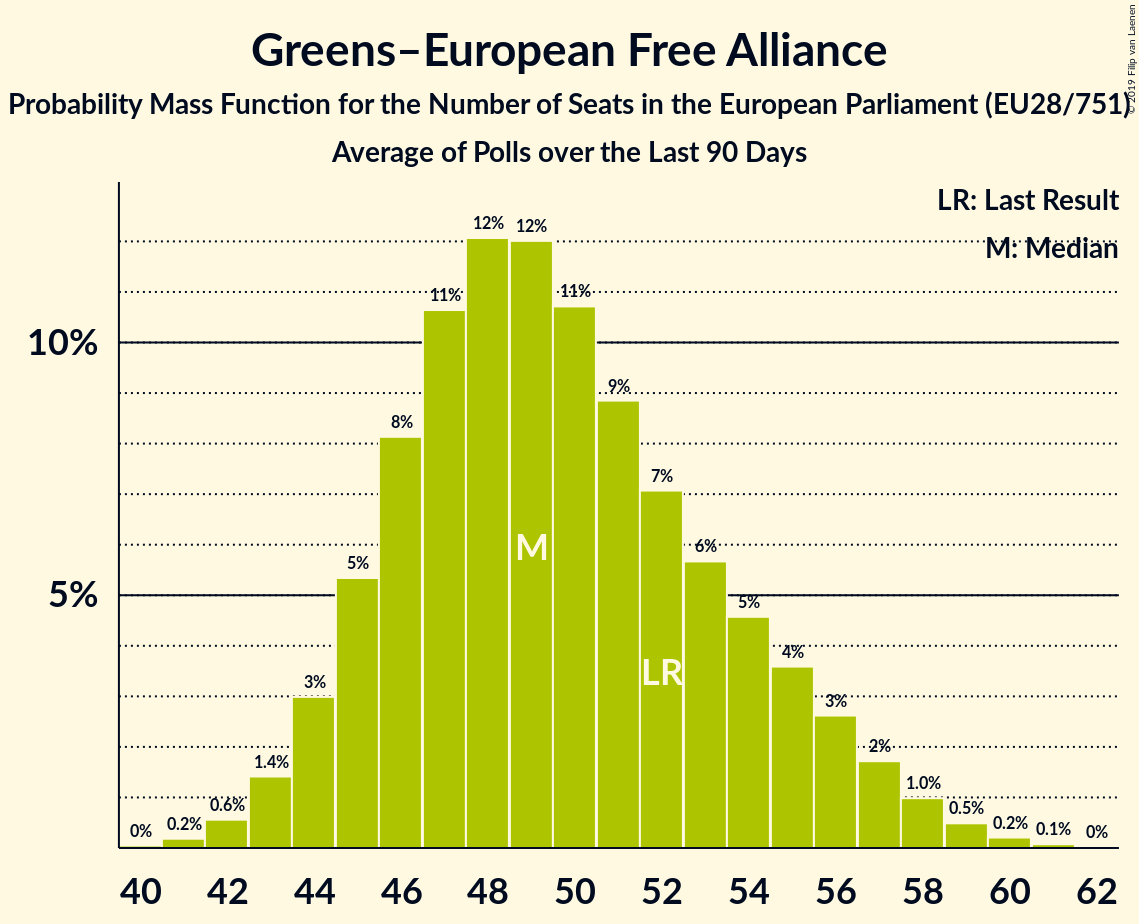 Greens–European Free Alliance
Probability Mass Function for the Number of Seats in the European Parliament (EU28/751)
Average of Polls over the Last 90 Days
© 2019 Filip van Laenen
LR: Last Result
M: Median
10%
5%
0%
0.2%
0.6%
1.4%
3%
5%
8%
11%
12%
12%
11%
9%
7%
6%
5%
4%
3%
2%
1.0%
0.5%
0.2%
0.1%
0%
M
LR
40 42 44 46 48 50 52 54 56 58 60 62